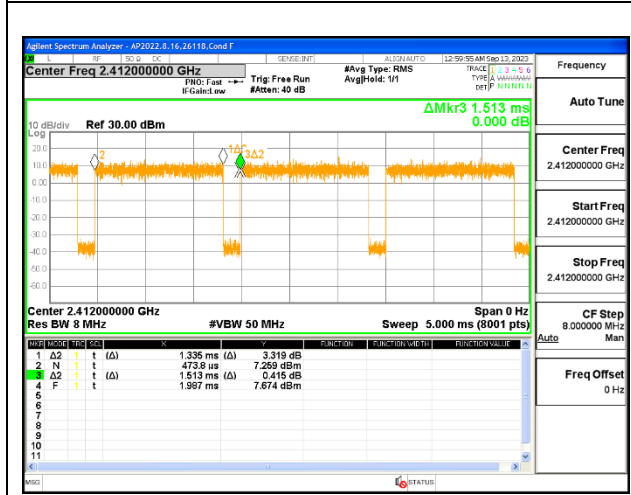 Agilent Spectrum Analyzer - AP2022.8.16,26118,Cond F
L RF 50 Ω DC SENSE:INT ALIGN AUTO 12:59:55 AM Sep 13, 2023
Center Freq 2.412000000 GHz #Avg Type: RMS TRACE 1 2 3 4 5 6
PNO: Fast Trig: Free Run Avg|Hold: 1/1 TYPE A WWWWW
IFGain:Low #Atten: 40 dB DET P N N N N N
Frequency
Auto Tune
ΔMkr3 1.513 ms
0.000 dB
10 dB/div Ref 30.00 dBm
Log
20.0
10.0
0.00
-10.0
-20.0
-30.0
-40.0
-50.0
-60.0
2
3Δ2
Center 2.412000000 GHz Span 0 Hz
Res BW 8 MHz #VBW 50 MHz Sweep 5.000 ms (8001 pts)
MKR MODE TRC SCL X Y FUNCTION FUNCTION WIDTH FUNCTION VALUE
1 Δ2 1 t (Δ) 1.335 ms (Δ) 3.319 dB
2 N 1 t 473.8 µs 7.259 dBm
3 Δ2 1 t (Δ) 1.513 ms (Δ) 0.415 dB
4 F 1 t 1.987 ms 7.674 dBm
5
6
7
8
9
10
11
Center Freq
2.412000000 GHz
Start Freq
2.412000000 GHz
Stop Freq
2.412000000 GHz
CF Step
8.000000 MHz
Auto Man
Freq Offset
0 Hz
MSG STATUS